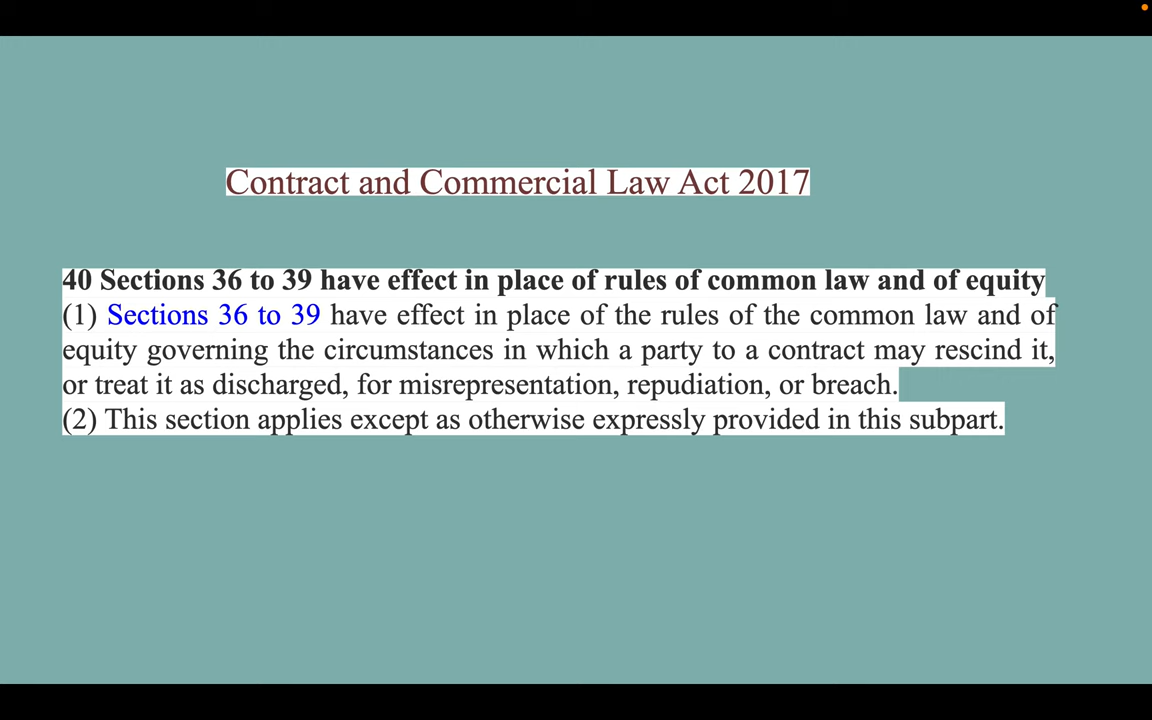 Contract and Commercial Law Act 2017
40 Sections 36 to 39 have effect in place of rules of common law and of equity
(1) Sections 36 to 39 have effect in place of the rules of the common law and of
equity governing the circumstances in which a party to a contract may rescind it,
or treat it as discharged, for misrepresentation, repudiation, or breach.
(2) This section applies except as otherwise expressly provided in this subpart.